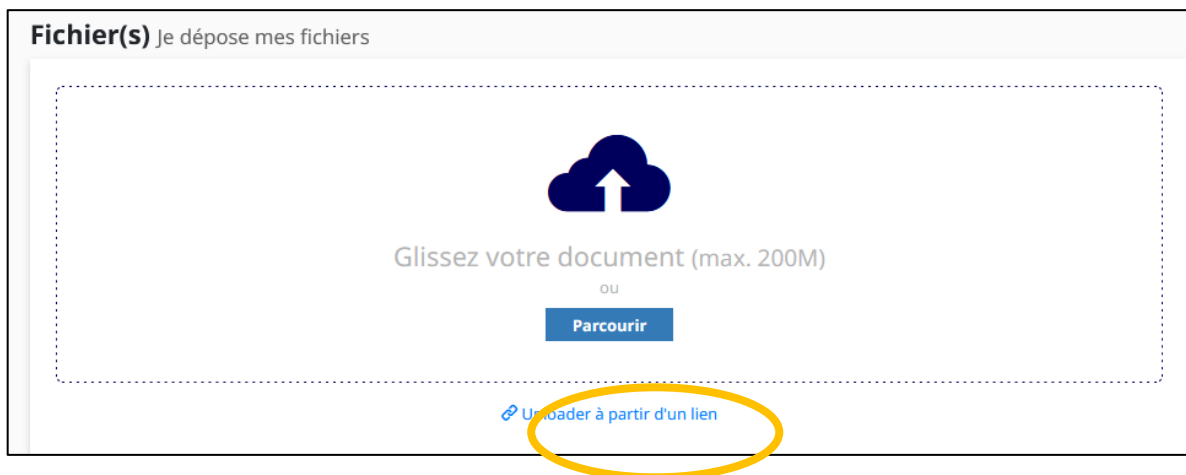 Fichier(s) Je dépose mes fichiers
Glissez votre document (max. 200M)
ou
Parcourir
Uploader à partir d'un lien